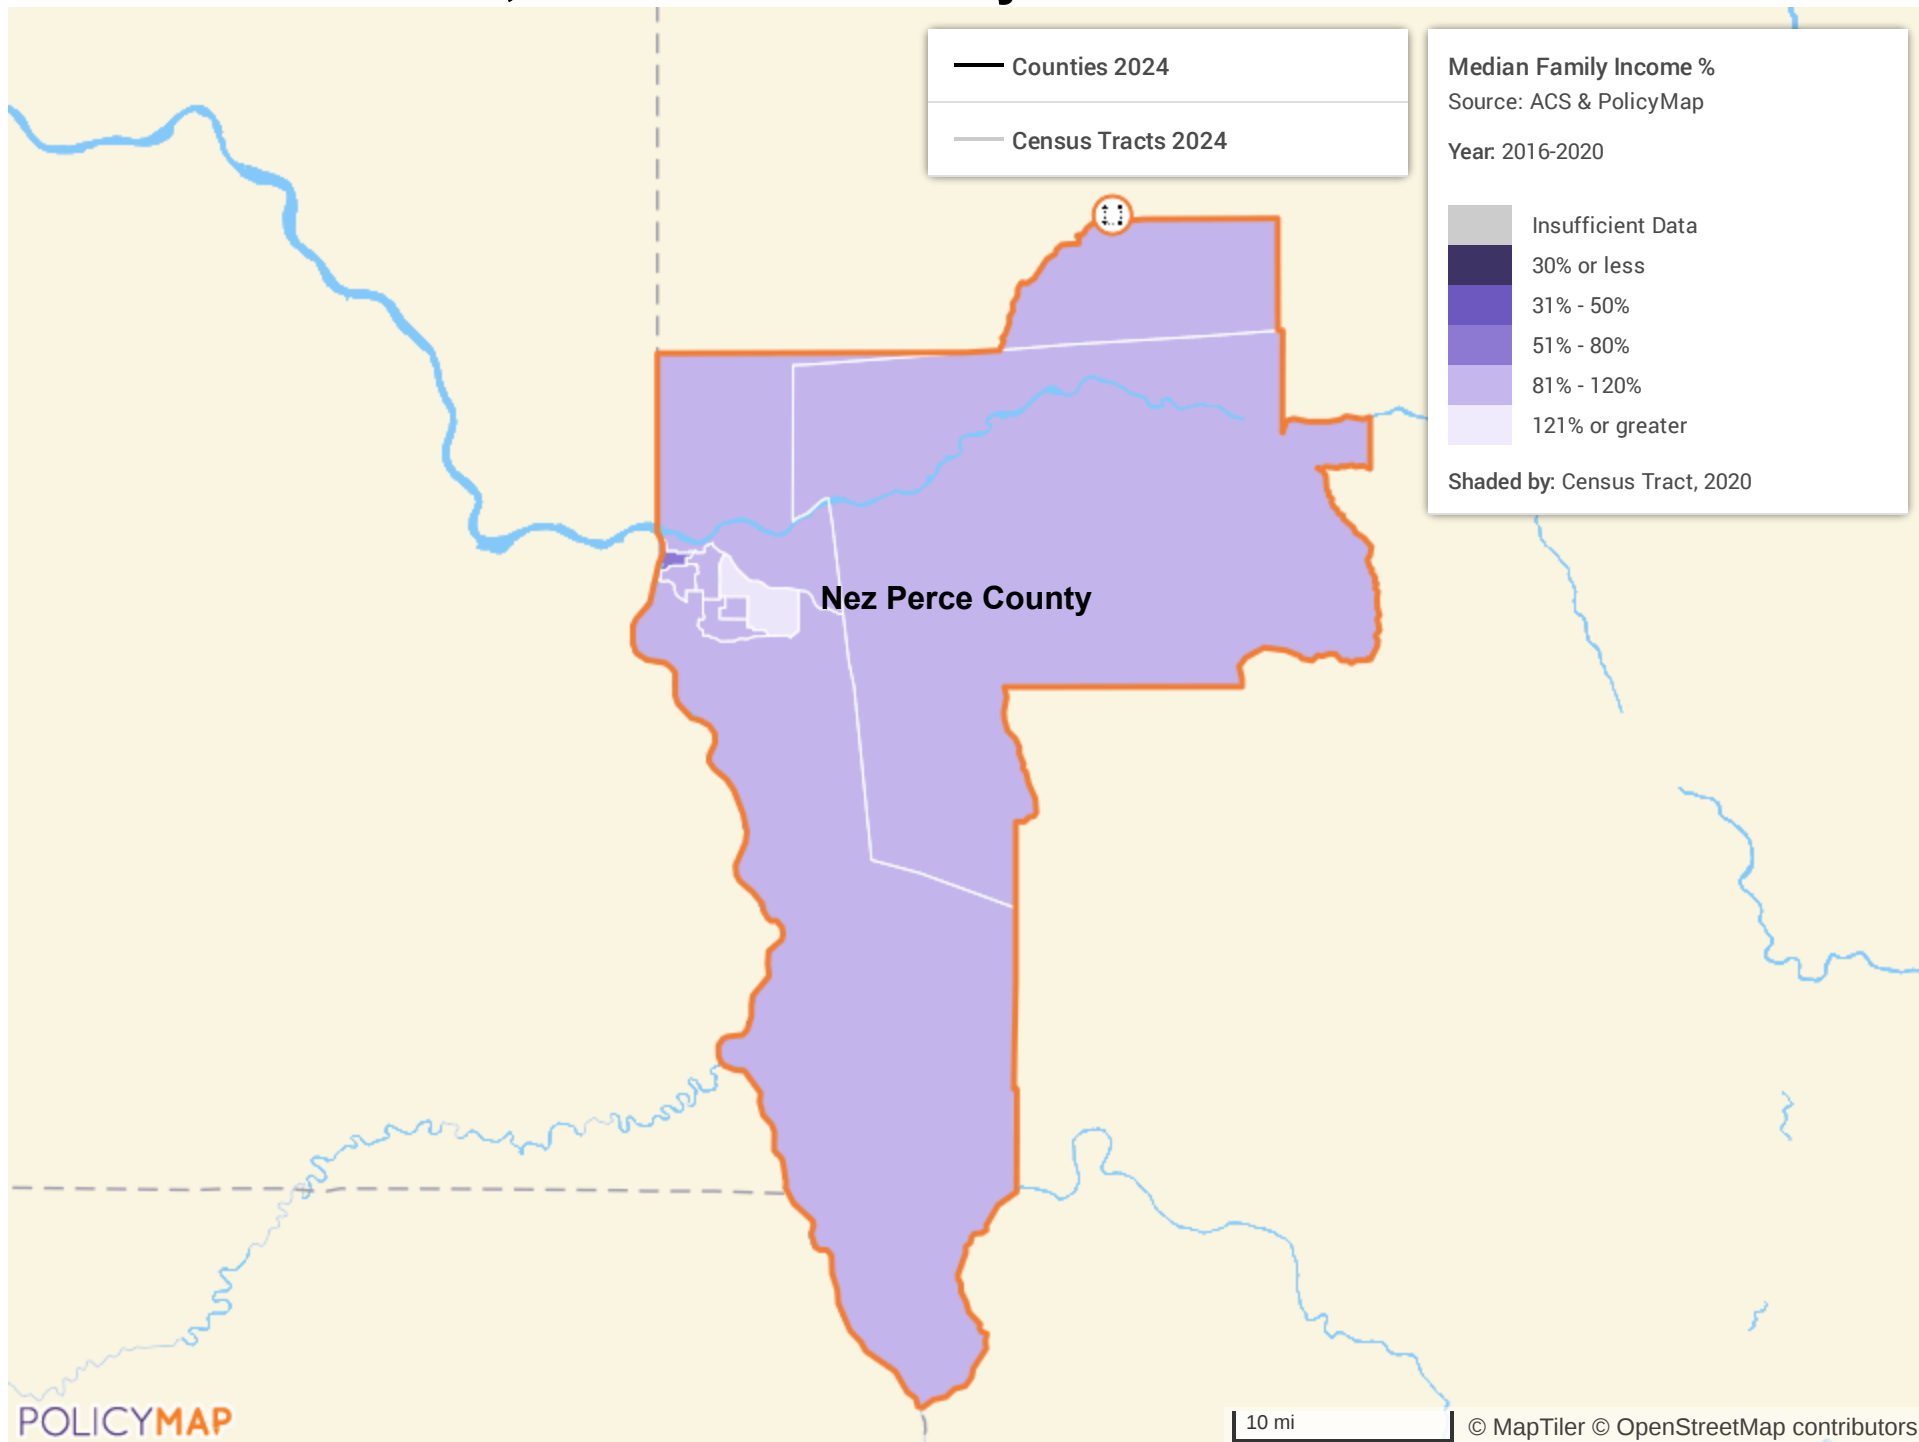 Counties 2024
Census Tracts 2024
Median Family Income %
Source: ACS & PolicyMap
Year: 2016-2020
Insufficient Data
30% or less
31% - 50%
51% - 80%
81% - 120%
121% or greater
Shaded by: Census Tract, 2020
Nez Perce County
POLICYMAP
10 mi
© MapTiler © OpenStreetMap contributors